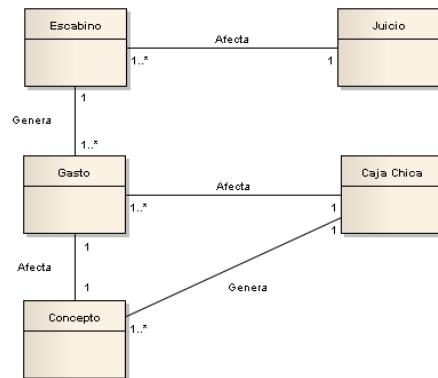 Escabino
Juicio
Afecta
1..*
1
1
Genera
1..*
Gasto
Caja Chica
Afecta
1..*
1
1
1
Afecta
1
Genera
Concepto
1..*